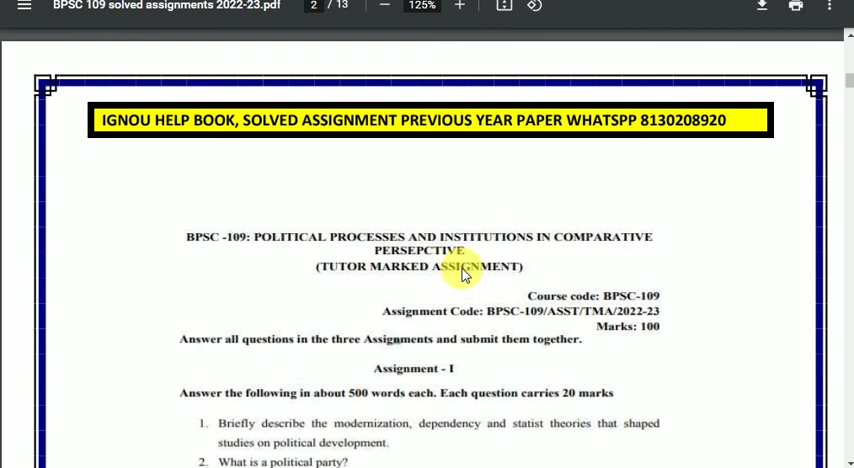 BPSC 109 solved assignments 2022-23.pdf 2 / 13 125%
IGNOU HELP BOOK, SOLVED ASSIGNMENT PREVIOUS YEAR PAPER WHATSPP 8130208920
BPSC -109: POLITICAL PROCESSES AND INSTITUTIONS IN COMPARATIVE
PERSEPCTIVE
(TUTOR MARKED ASSIGNMENT)
Course code: BPSC-109
Assignment Code: BPSC-109/ASST/TMA/2022-23
Marks: 100
Answer all questions in the three Assignments and submit them together.
Assignment - I
Answer the following in about 500 words each. Each question carries 20 marks
1. Briefly describe the modernization, dependency and statist theories that shaped
studies on political development.
2. What is a political party?